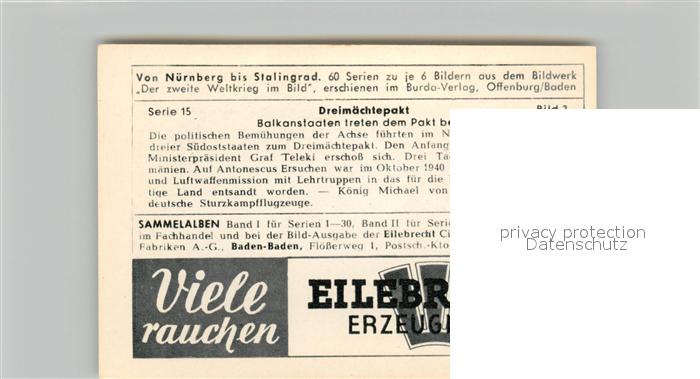 Von Nürnberg bis Stalingrad. 60 Serien zu je 6 Bildern aus dem Bildwerk
„Der zweite Weltkrieg im Bild", erschienen im Burda-Verlag, Offenburg/Baden
Serie 15 Dreimächtepakt
Balkanstaaten treten dem Pakt be
Die politischen Bemühungen der Achse führten im N
dreier Südoststaaten zum Dreimächtepakt. Den Anfang
Ministerpräsident Graf Teleki erschoß sich. Drei Ta
mänien. Auf Antonescus Ersuchen war im Oktober 1940
und Luftwaffenmission mit Lehrtruppen in das für die
tige Land entsandt worden. — König Michael von
deutsche Sturzkampfflugzeuge.
SAMMELALBEN Band I für Serien 1—30, Band II für Seri
im Fachhandel und bei der Bild-Ausgabe der Eilebrecht Ci
Fabriken A.-G., Baden-Baden, Flößerweg 1, Postsch.-Kto
Viele
rauchen
EILEBR
ERZEUG
W
privacy protection
Datenschutz